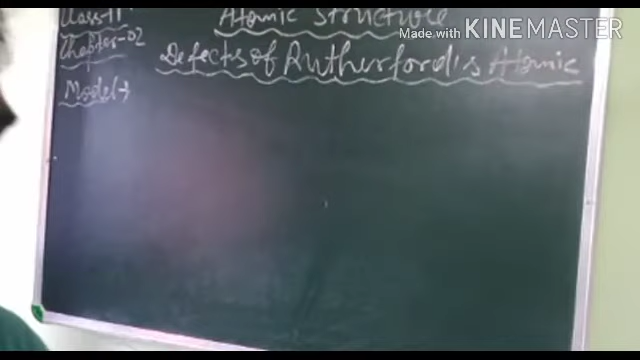 Class-11
Atomic Structure
Made with KINEMASTER
Chapter-02
Defects of Rutherford's Atomic
Model→